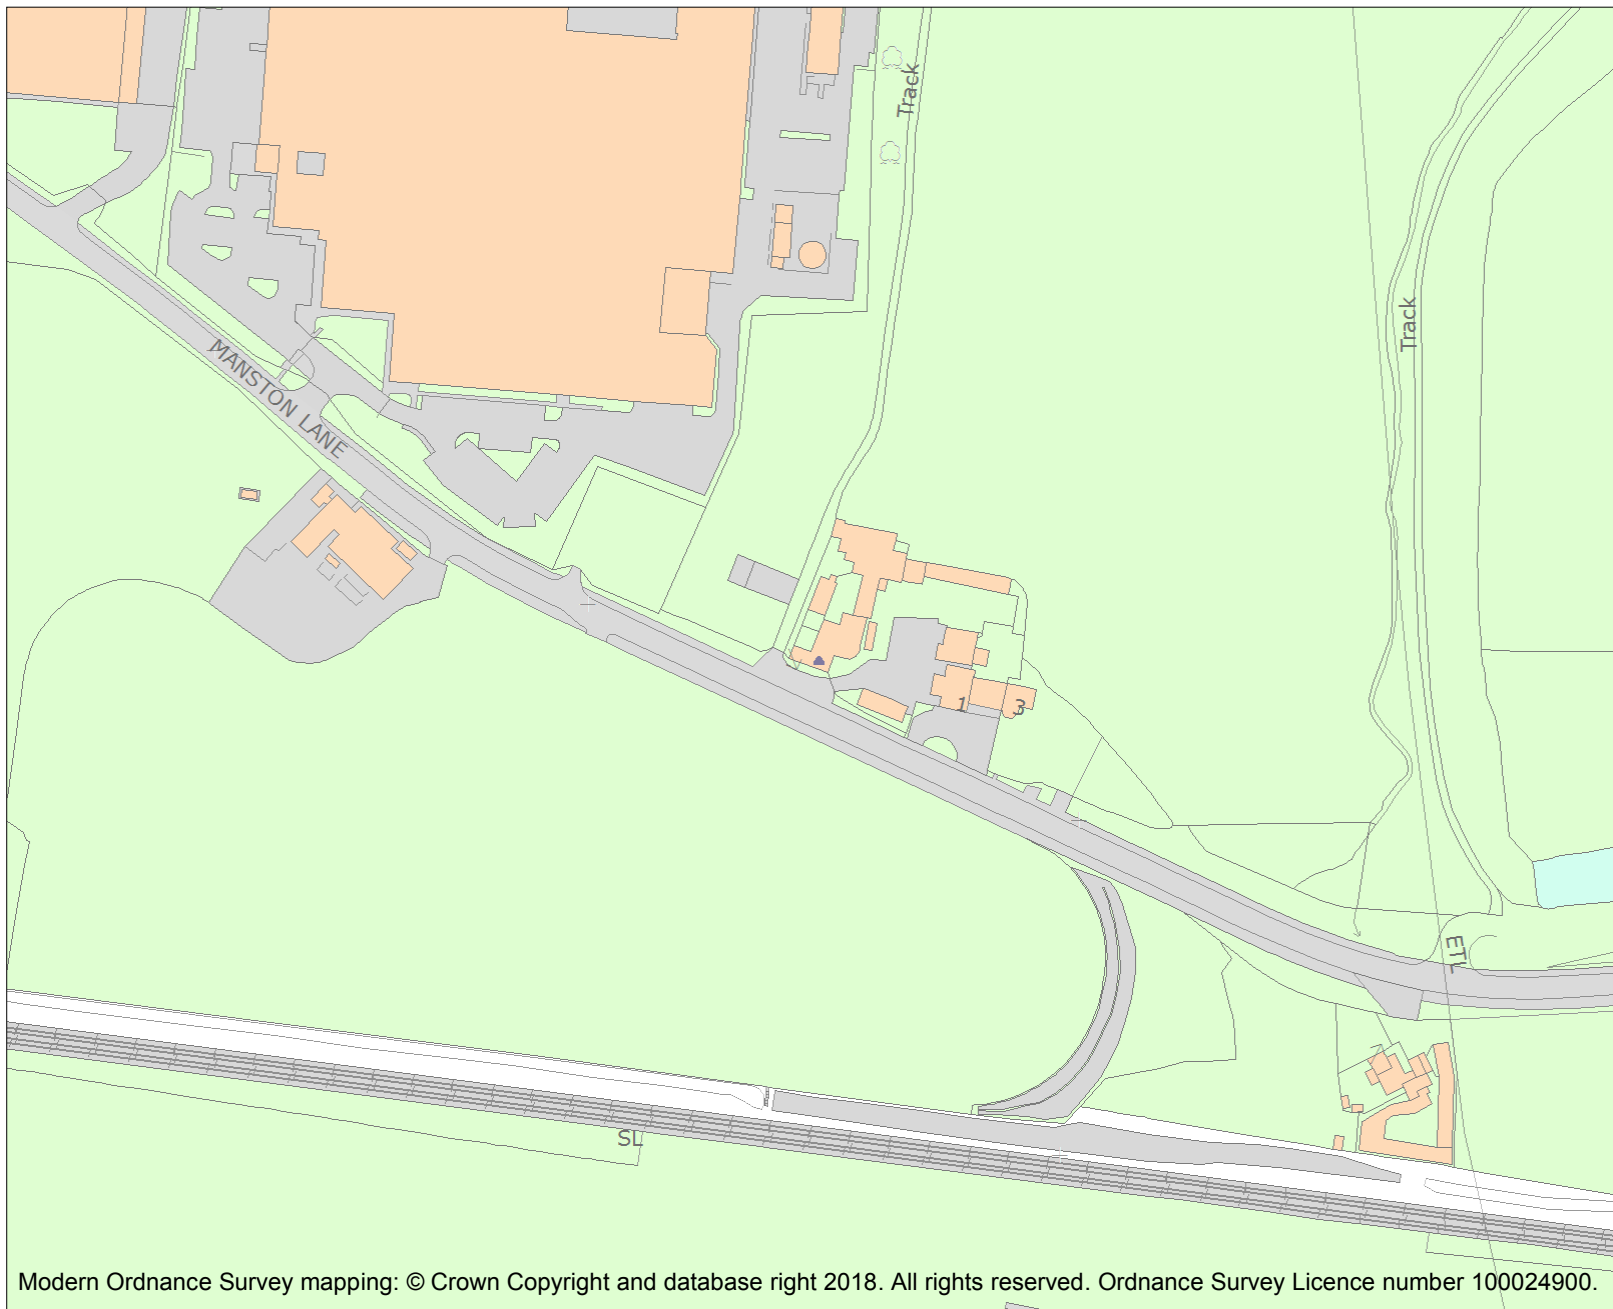 Track
Track
MANSTON LANE
1
3
ETL
SL
Modern Ordnance Survey mapping: © Crown Copyright and database right 2018. All rights reserved. Ordnance Survey Licence number 100024900.